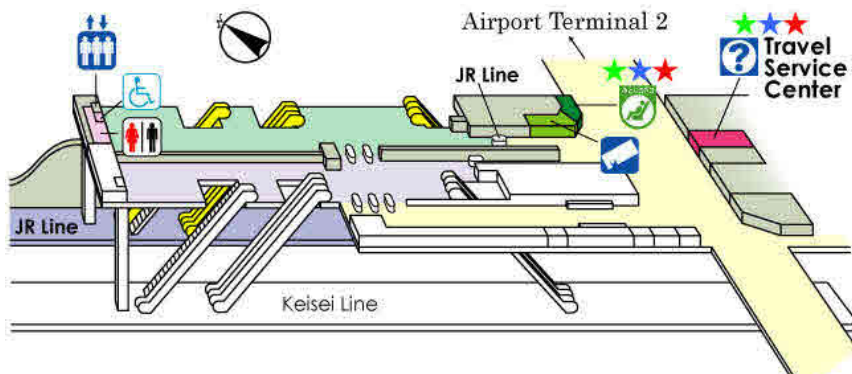 Airport Terminal 2
JR Line
Travel
Service
Center
JR Line
Keisei Line